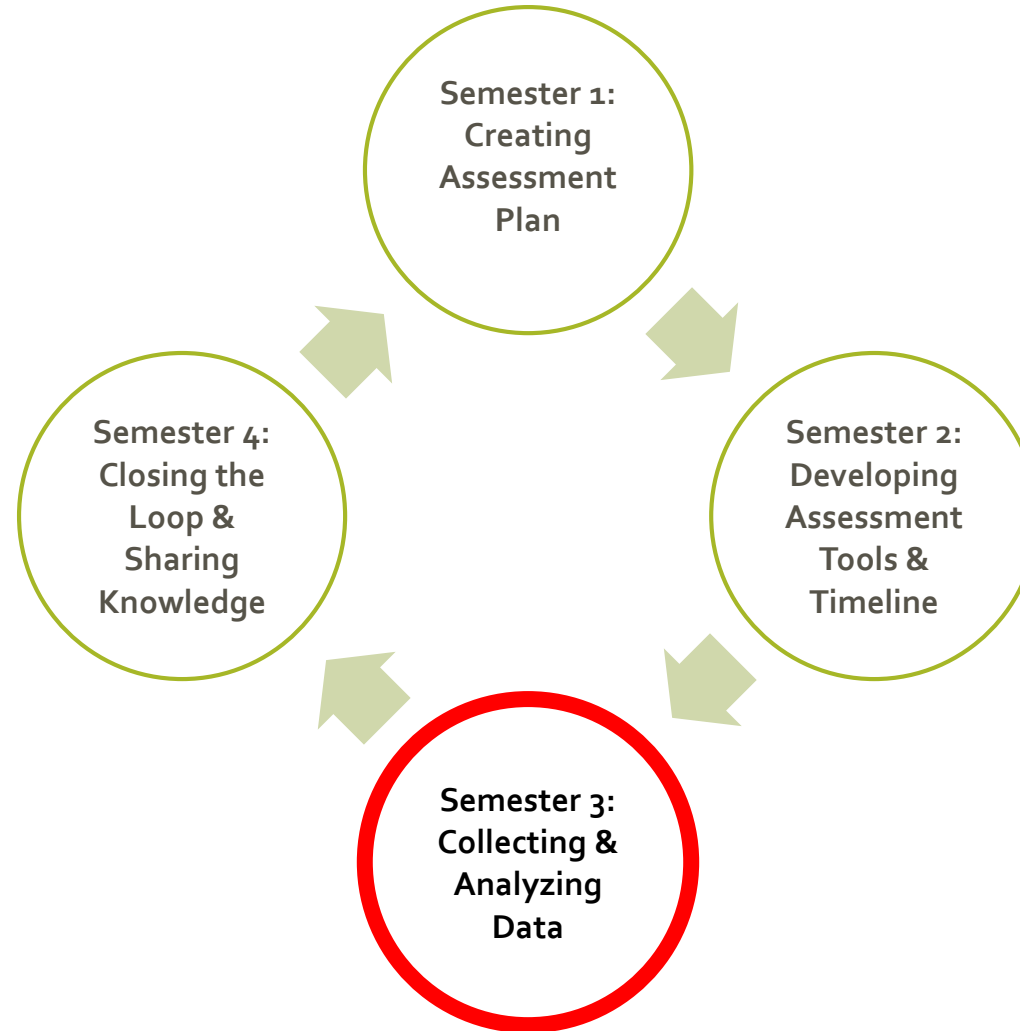 Semester 1:
Creating
Assessment
Plan
Semester 2:
Developing
Assessment
Tools &
Timeline
Semester 3:
Collecting &
Analyzing
Data
Semester 4:
Closing the
Loop &
Sharing
Knowledge